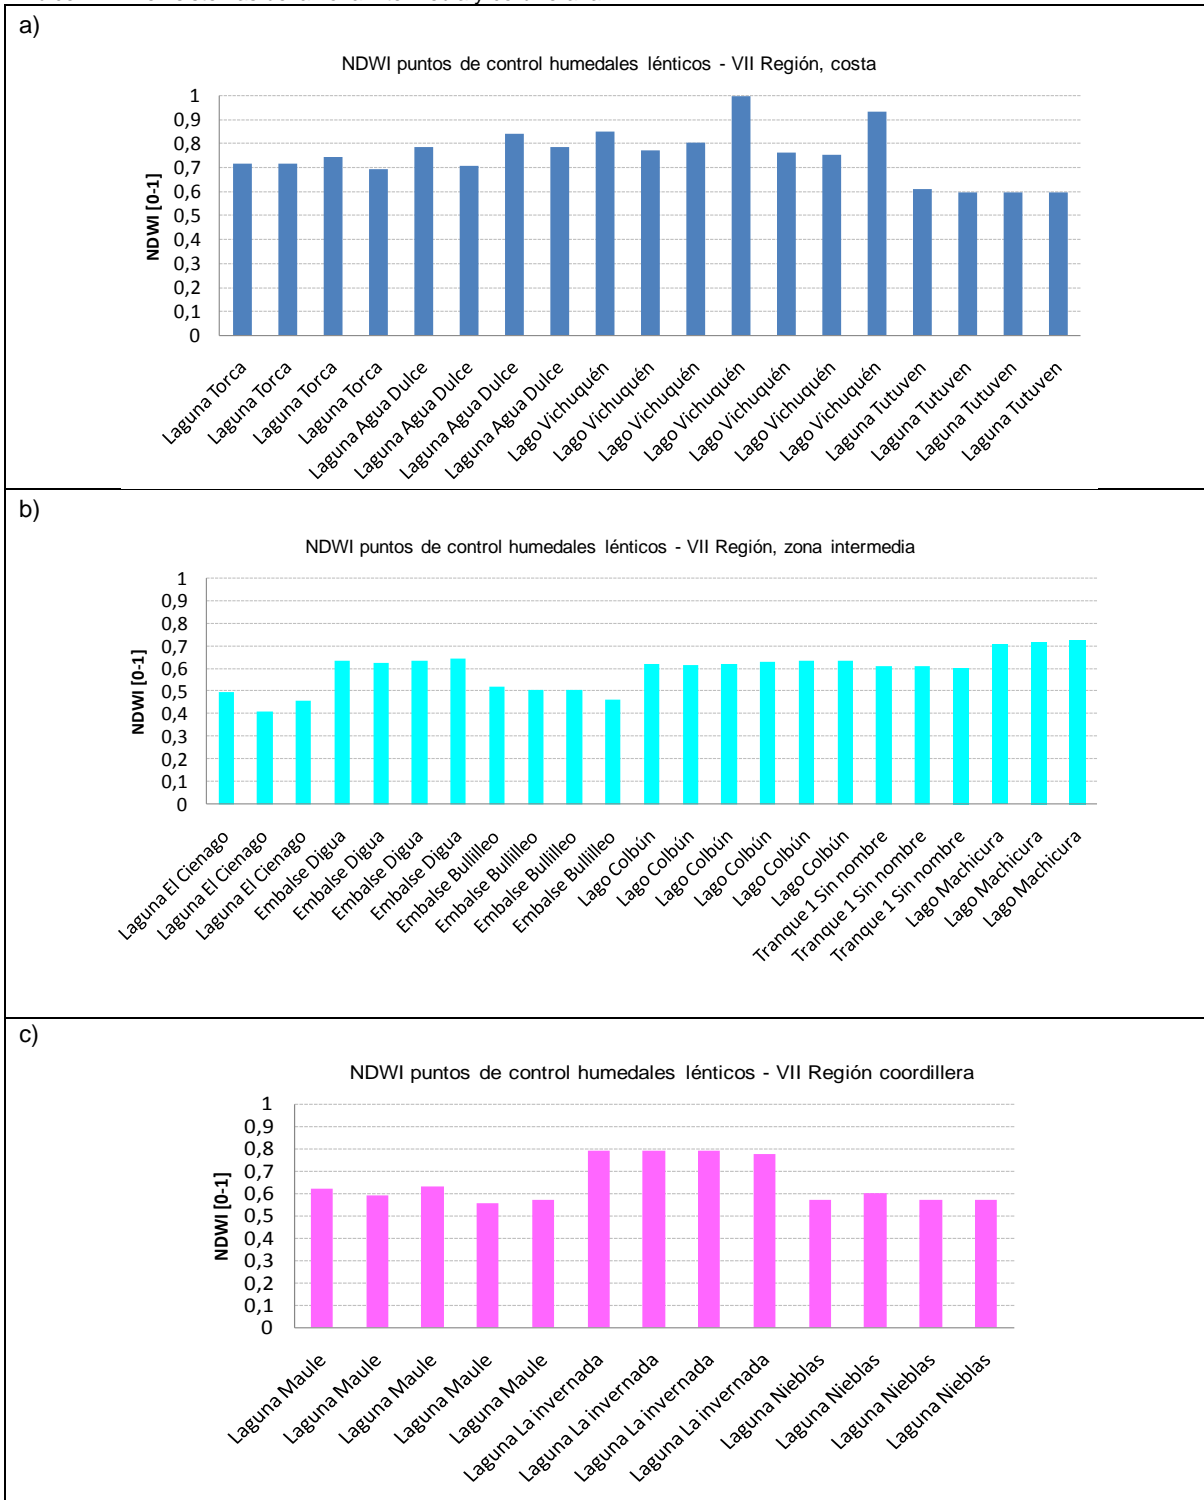 a)
NDWI puntos de control humedales lénticos - VII Región, costa
1
0,9
0,8
0,7
0,6
0,5
0,4
0,3
0,2
0,1
0
NDWI [0-1]
Laguna Torca
Laguna Torca
Laguna Torca
Laguna Torca
Laguna Agua Dulce
Laguna Agua Dulce
Laguna Agua Dulce
Laguna Agua Dulce
Lago Vichuquén
Lago Vichuquén
Lago Vichuquén
Lago Vichuquén
Lago Vichuquén
Lago Vichuquén
Lago Vichuquén
Laguna Tutuven
Laguna Tutuven
Laguna Tutuven
Laguna Tutuven
b)
NDWI puntos de control humedales lénticos - VII Región, zona intermedia
1
0,9
0,8
0,7
0,6
0,5
0,4
0,3
0,2
0,1
0
NDWI [0-1]
Laguna El Cienago
Laguna El Cienago
Laguna El Cienago
Embalse Digua
Embalse Digua
Embalse Digua
Embalse Digua
Embalse Bullilleo
Embalse Bullilleo
Embalse Bullilleo
Embalse Bullilleo
Lago Colbún
Lago Colbún
Lago Colbún
Lago Colbún
Lago Colbún
Lago Colbún
Tranque 1 Sin nombre
Tranque 1 Sin nombre
Tranque 1 Sin nombre
Lago Machicura
Lago Machicura
Lago Machicura
c)
NDWI puntos de control humedales lénticos - VII Región coordillera
1
0,9
0,8
0,7
0,6
0,5
0,4
0,3
0,2
0,1
0
NDWI [0-1]
Laguna Maule
Laguna Maule
Laguna Maule
Laguna Maule
Laguna Maule
Laguna La invernada
Laguna La invernada
Laguna La invernada
Laguna La invernada
Laguna Nieblas
Laguna Nieblas
Laguna Nieblas
Laguna Nieblas